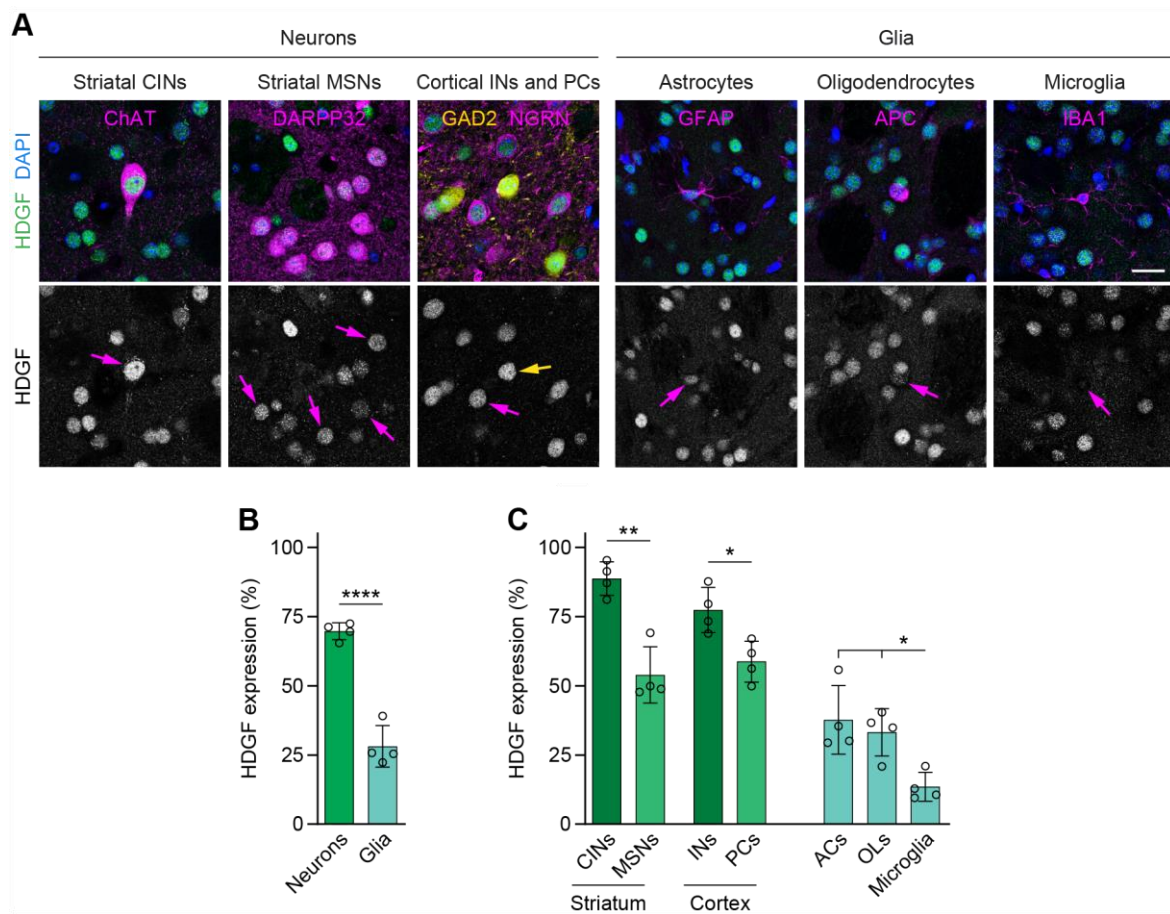 A
Neurons
Glia
Striatal CINs
Striatal MSNs
Cortical INs and PCs
Astrocytes
Oligodendrocytes
Microglia
HDGF DAPI
ChAT
DARPP32
GAD2 NGRN
GFAP
APC
IBA1
HDGF
B
HDGF expression (%)
100
75
50
25
0
****
Neurons
Glia
C
HDGF expression (%)
100
75
50
25
0
**
*
*
CINs
MSNs
INs
PCs
ACs
OLs
Microglia
Striatum
Cortex